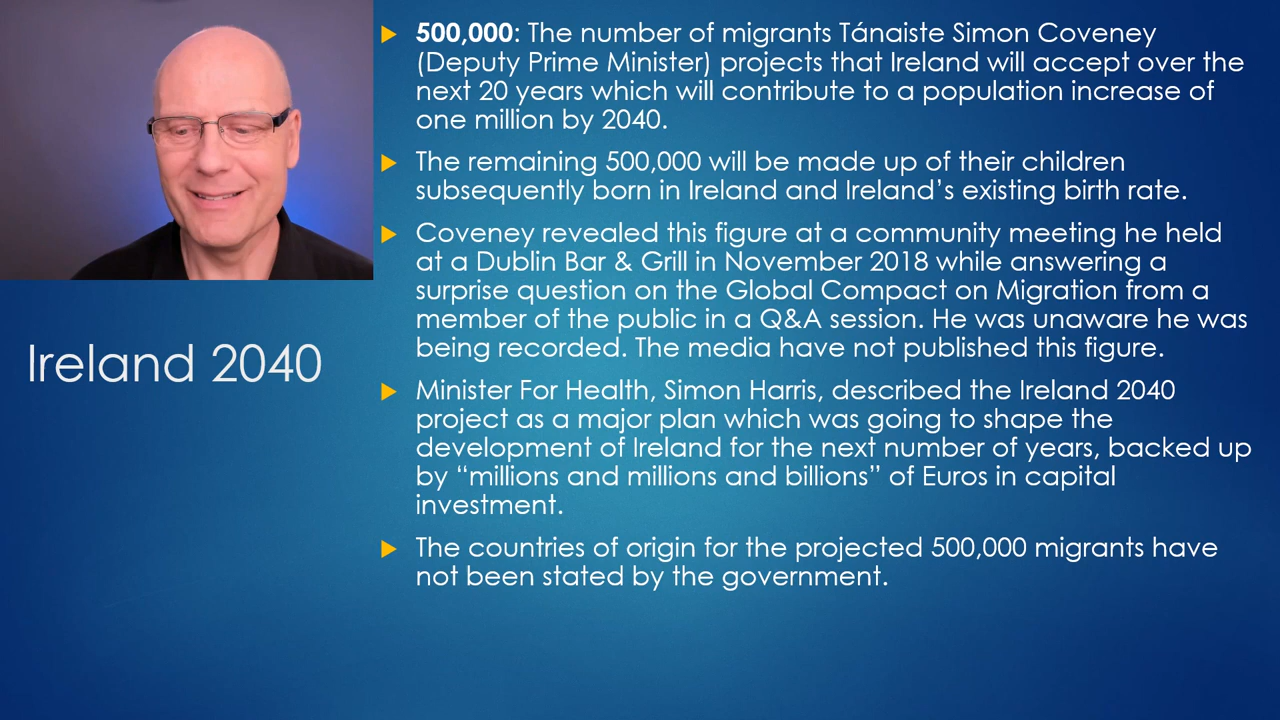 500,000: The number of migrants Tánaiste Simon Coveney
(Deputy Prime Minister) projects that Ireland will accept over the
next 20 years which will contribute to a population increase of
one million by 2040.
The remaining 500,000 will be made up of their children
subsequently born in Ireland and Ireland’s existing birth rate.
Coveney revealed this figure at a community meeting he held
at a Dublin Bar & Grill in November 2018 while answering a
surprise question on the Global Compact on Migration from a
member of the public in a Q&A session. He was unaware he was
being recorded. The media have not published this figure.
Ireland 2040
Minister For Health, Simon Harris, described the Ireland 2040
project as a major plan which was going to shape the
development of Ireland for the next number of years, backed up
by “millions and millions and billions” of Euros in capital
investment.
The countries of origin for the projected 500,000 migrants have
not been stated by the government.